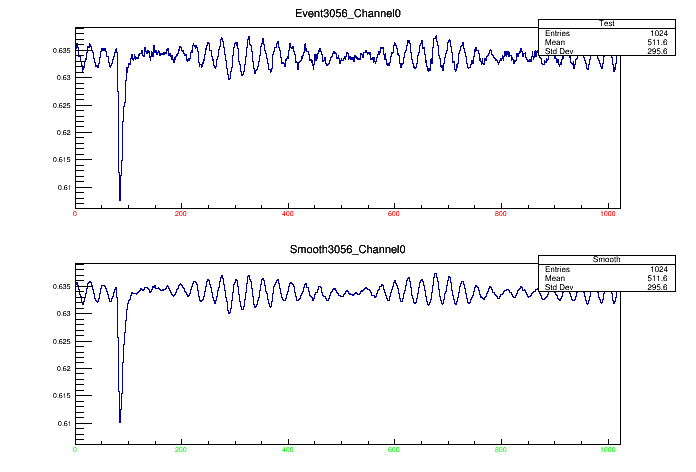 Event3056_Channel0
Test
Entries 1024
Mean 511.6
Std Dev 295.6
0.635
0.63
0.625
0.62
0.615
0.61
0 200 400 600 800 1000
Smooth3056_Channel0
Smooth
Entries 1024
Mean 511.6
Std Dev 295.6
0.635
0.63
0.625
0.62
0.615
0.61
0 200 400 600 800 1000